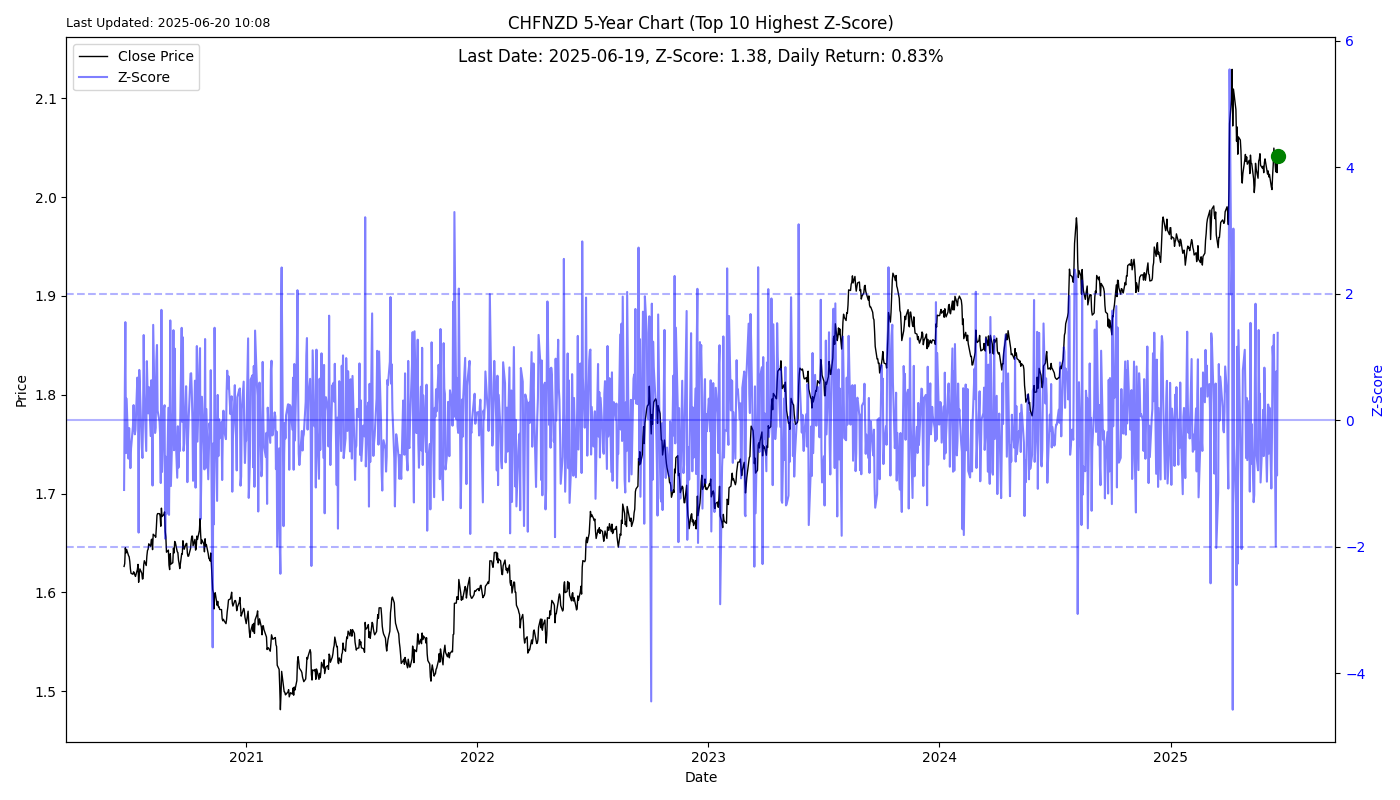 Last Updated: 2025-06-20 10:08
CHFNZD 5-Year Chart (Top 10 Highest Z-Score)
Last Date: 2025-06-19, Z-Score: 1.38, Daily Return: 0.83%
Close Price
Z-Score
2.1
2.0
1.9
1.8
1.7
1.6
1.5
Price
6
4
2
0
−2
−4
Z-Score
2021
2022
2023
2024
2025
Date